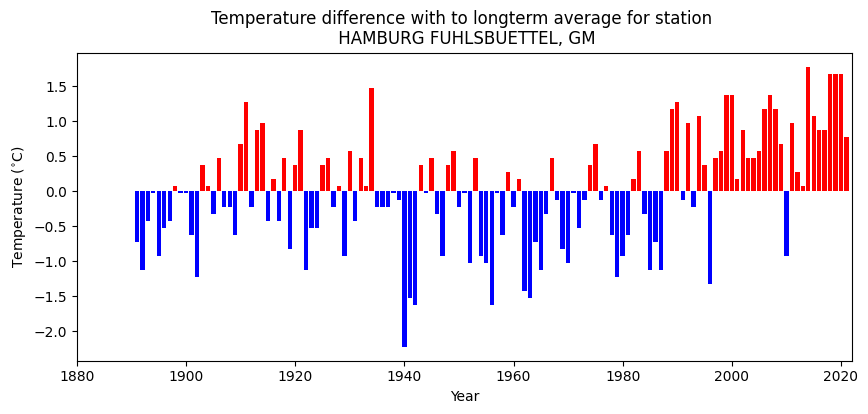 Temperature difference with to longterm average for station
HAMBURG FUHLSBUETTEL, GM
Temperature (°C)
1.5
1.0
0.5
0.0
−0.5
−1.0
−1.5
−2.0
1880 1900 1920 1940 1960 1980 2000 2020
Year